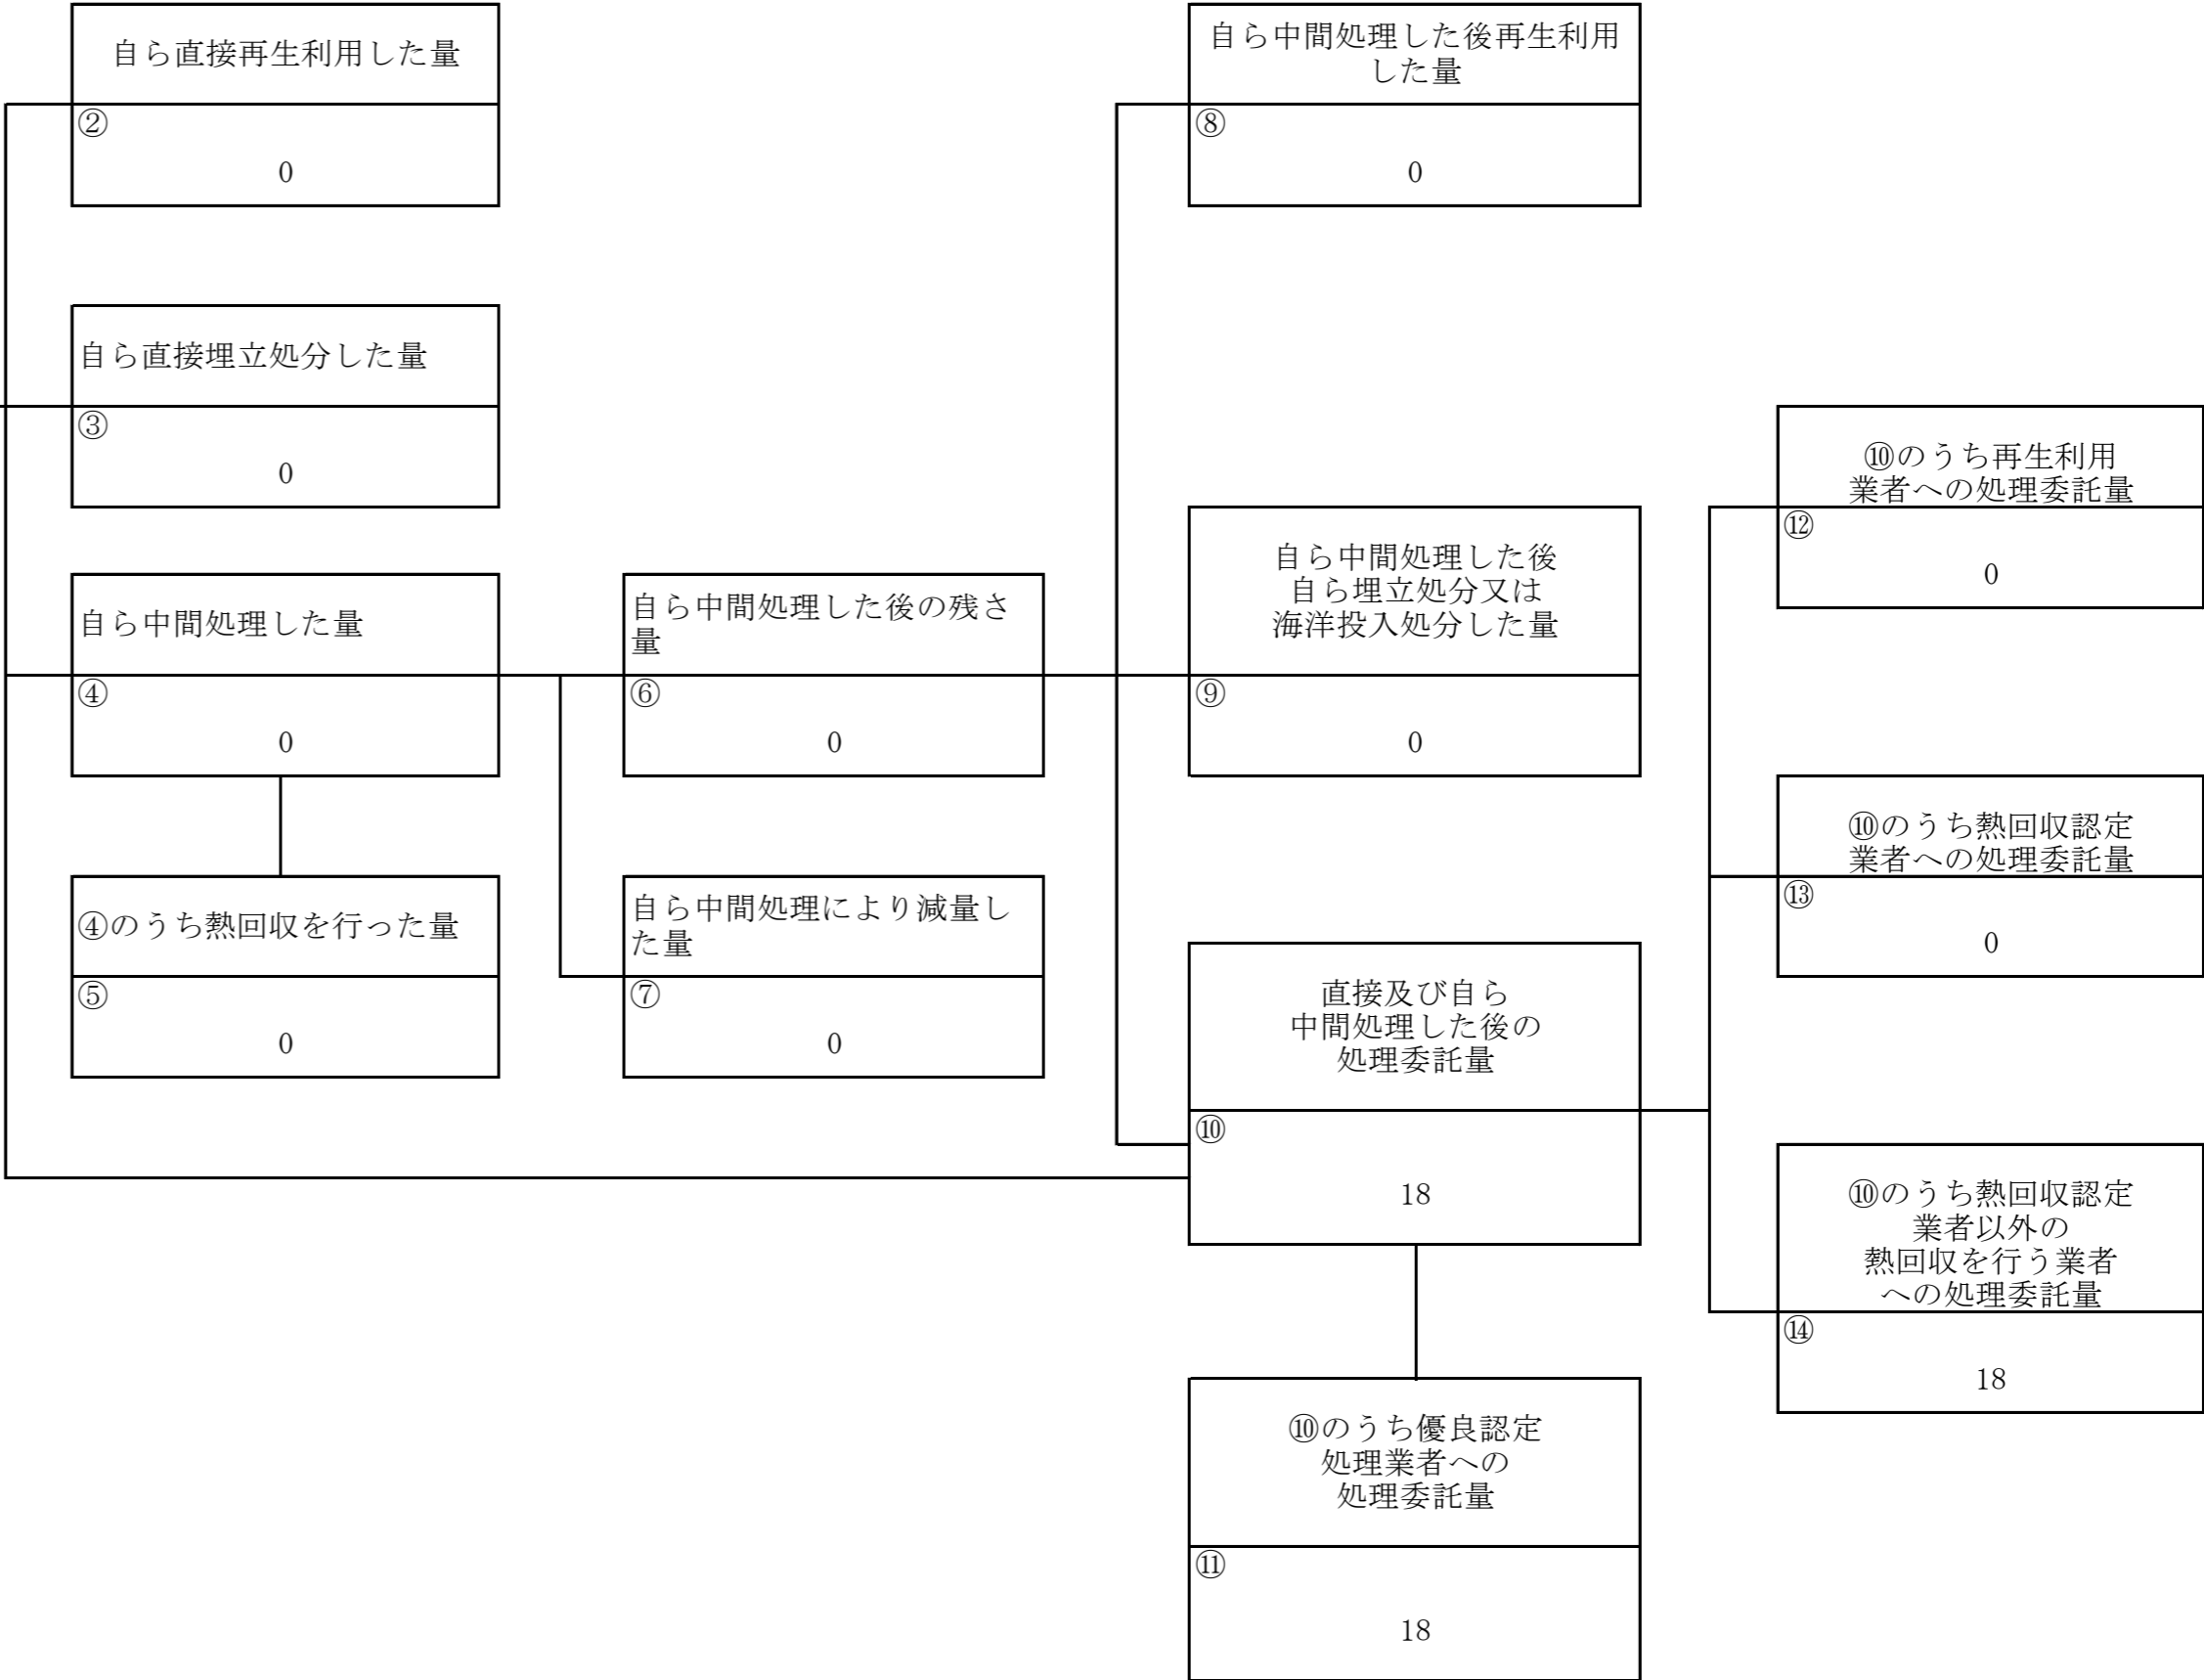 自ら直接再生利用した量
②
0
自ら中間処理した後再生利用
した量
⑧
0
自ら直接埋立処分した量
③
0
⑩のうち再生利用
業者への処理委託量
⑫
0
自ら中間処理した量
④
0
自ら中間処理した後の残さ
量
⑥
0
自ら中間処理した後
自ら埋立処分又は
海洋投入処分した量
⑨
0
⑩のうち熱回収認定
業者への処理委託量
⑬
0
④のうち熱回収を行った量
⑤
0
自ら中間処理により減量し
た量
⑦
0
直接及び自ら
中間処理した後の
処理委託量
⑩
18
⑩のうち熱回収認定
業者以外の
熱回収を行う業者
への処理委託量
⑭
18
⑩のうち優良認定
処理業者への
処理委託量
⑪
18